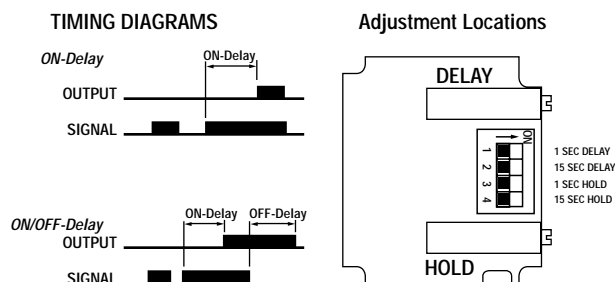 TIMING DIAGRAMS
ON-Delay
ON-Delay
OUTPUT
SIGNAL
ON/OFF-Delay
ON-Delay
OFF-Delay
OUTPUT
SIGNAL
Adjustment Locations
DELAY
ON
1
2
3
4
1 SEC DELAY
15 SEC DELAY
1 SEC HOLD
15 SEC HOLD
HOLD